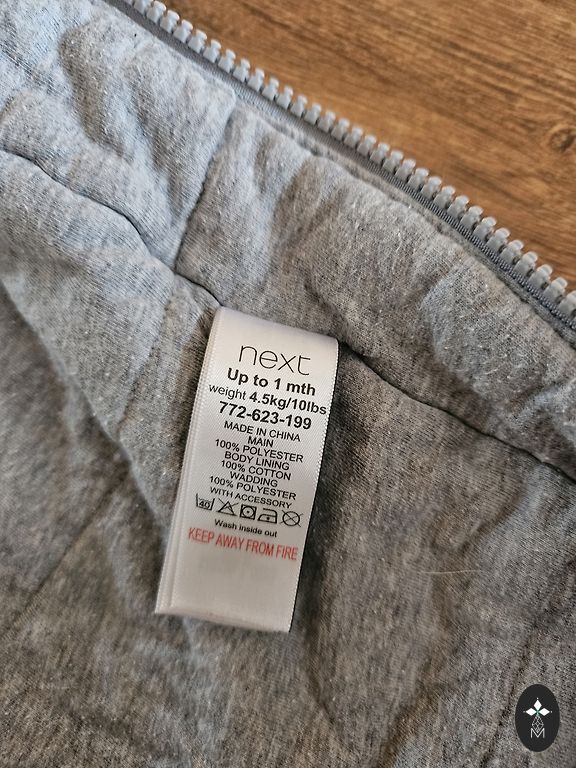 next
Up to 1 mth
weight 4.5kg/10lbs
772-623-199
MADE IN CHINA
MAIN
100% POLYESTER
BODY LINING
100% COTTON
WADDING
100% POLYESTER
WITH ACCESSORY
40
Wash inside out
KEEP AWAY FROM FIRE
M